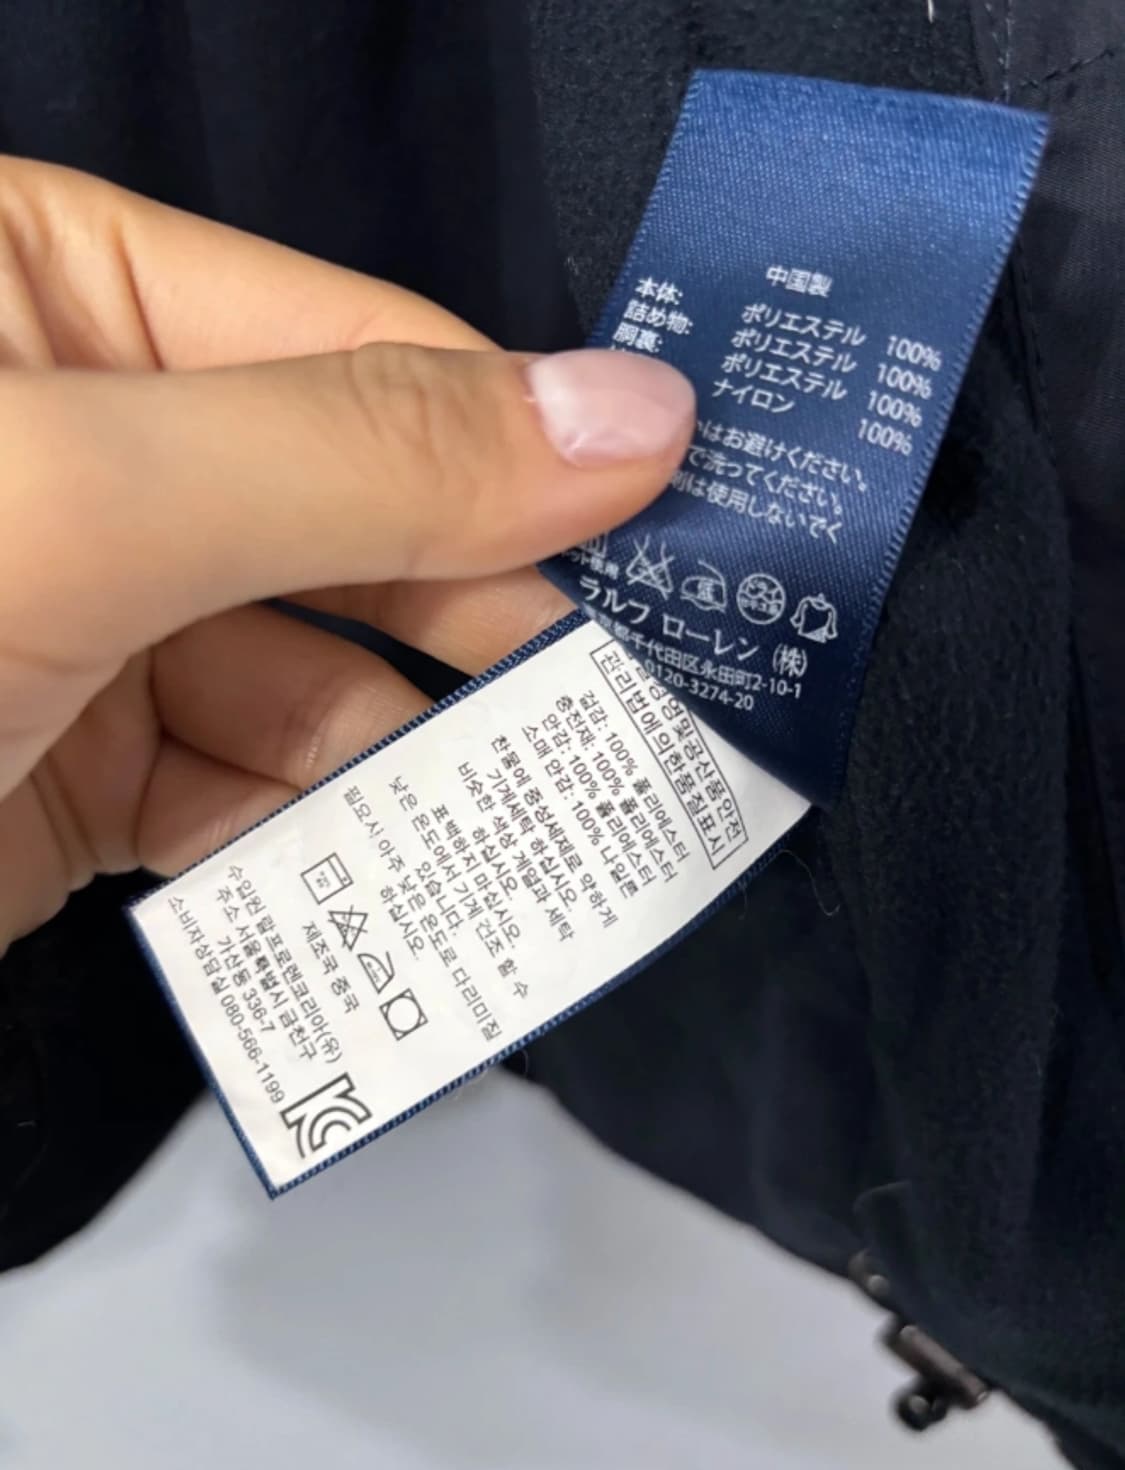 中国製
本体: ポリエステル 100%
詰め物: ポリエステル 100%
胴裏: ポリエステル 100%
ナイロン 100%
はお避けください。
で洗ってください。
剤は使用しないでく
ラルフ ローレン (株)
千代田区永田町2-10-1
0120-3274-20
영및공산품안전
관리법에의한품질표시
겉감: 100% 폴리에스터
충전재: 100% 폴리에스터
안감: 100% 폴리에스터
소매 안감: 100% 나일론
찬물에 중성세제로 약하게
기계세탁 하십시오.
비슷한 색상 계열과 세탁
하십시오.
표백하지 마십시오.
낮은 온도에서 기계 건조 할 수
있습니다.
필요시 아주 낮은 온도로 다리미질
하십시오.
제조국 중국
수입원 랄프로렌코리아(유)
주소 서울특별시 금천구
가산동 336-7
소비자상담실 080-566-1199